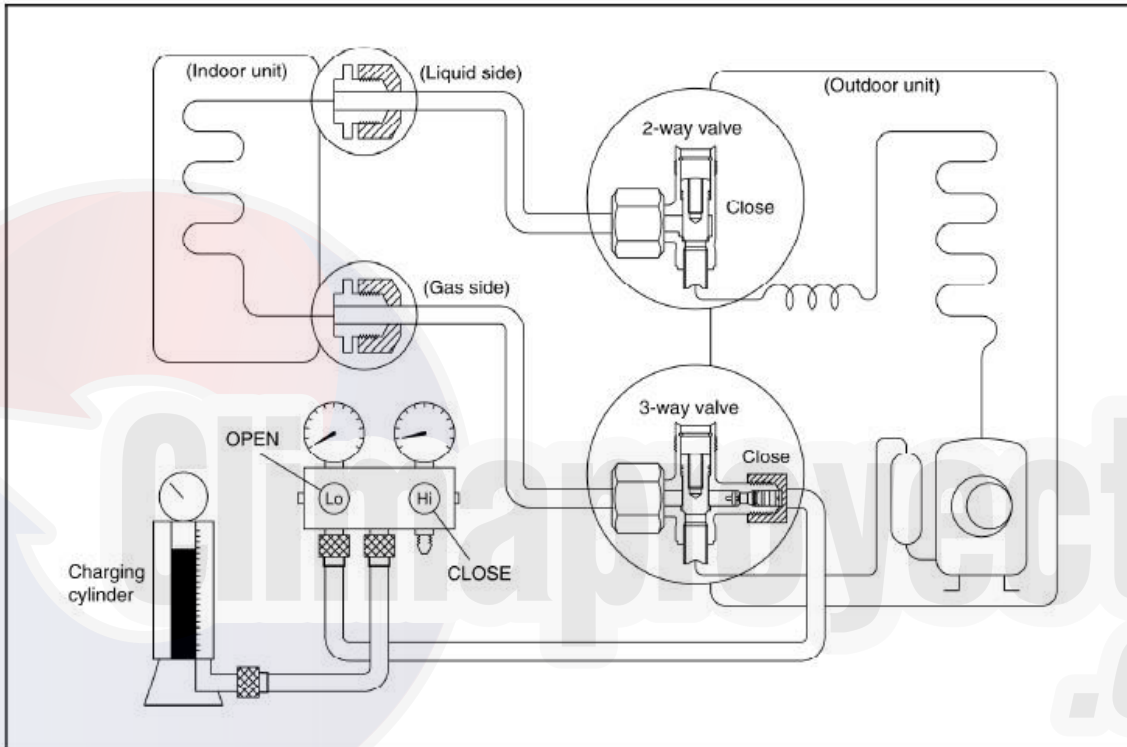 (Indoor unit)
(Liquid side)
(Outdoor unit)
2-way valve
Close
(Gas side)
3-way valve
Close
OPEN
Lo
Hi
CLOSE
Charging
cylinder
Climaproyect
.c